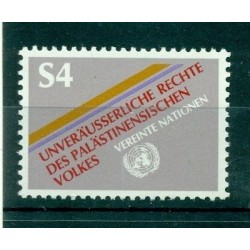 S4
UNVERÄUSSERLICHE RECHTE
DES PALÄSTINENSISCHEN
VOLKES
VEREINTE NATIONEN